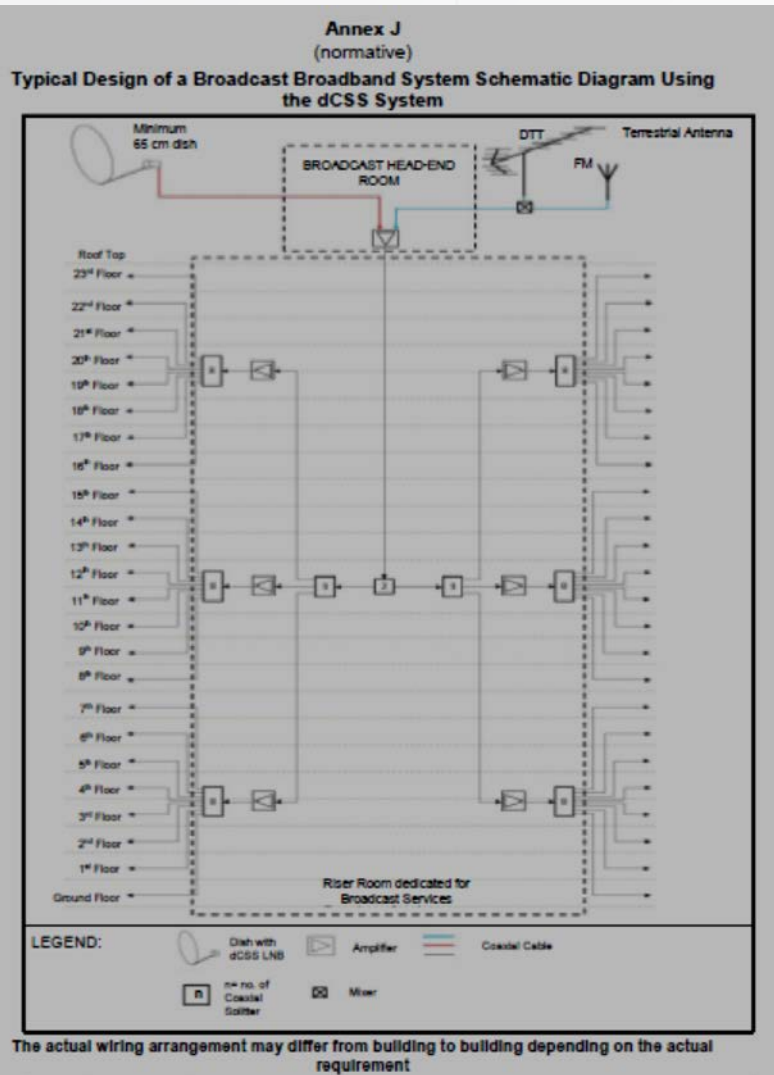 Annex J
(normative)
Typical Design of a Broadcast Broadband System Schematic Diagram Using
the dCSS System
Minimum
65 cm dish
BROADCAST HEAD-END
ROOM
DTT
Terrestrial Antenna
FM
Roof Top
23rd Floor
22nd Floor
21st Floor
20th Floor
19th Floor
18th Floor
17th Floor
16th Floor
15th Floor
14th Floor
13th Floor
12th Floor
11th Floor
10th Floor
9th Floor
8th Floor
7th Floor
6th Floor
5th Floor
4th Floor
3rd Floor
2nd Floor
1st Floor
Ground Floor
2
Riser Room dedicated for
Broadcast Services
LEGEND:
Dish with
dCSS LNB
Amplifier
Coaxial Cable
n
n= no. of
Coaxial
Splitter
Mixer
The actual wiring arrangement may differ from building to building depending on the actual
requirement